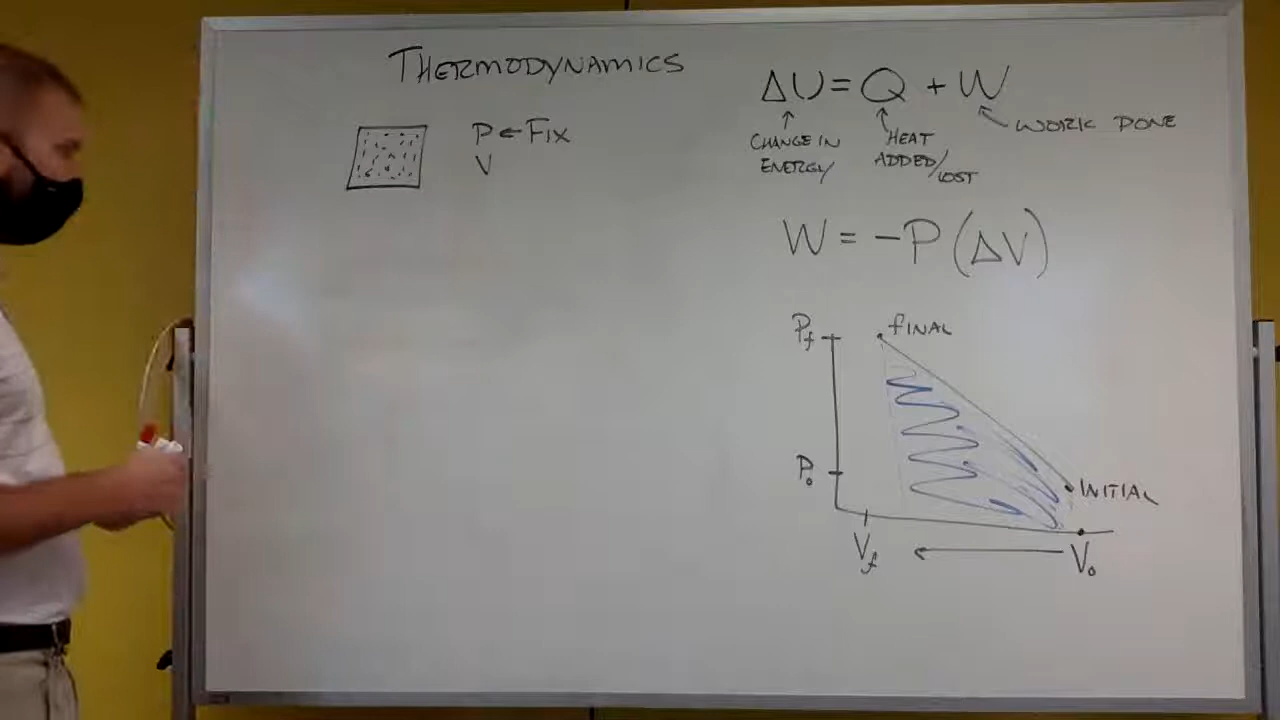 THERMODYNAMICS
P ← FIX
V
ΔU = Q + W
CHANGE IN
ENERGY
HEAT
ADDED/
LOST
WORK DONE
W = -P (ΔV)
Pf
FINAL
P₀
INITIAL
Vf
V₀